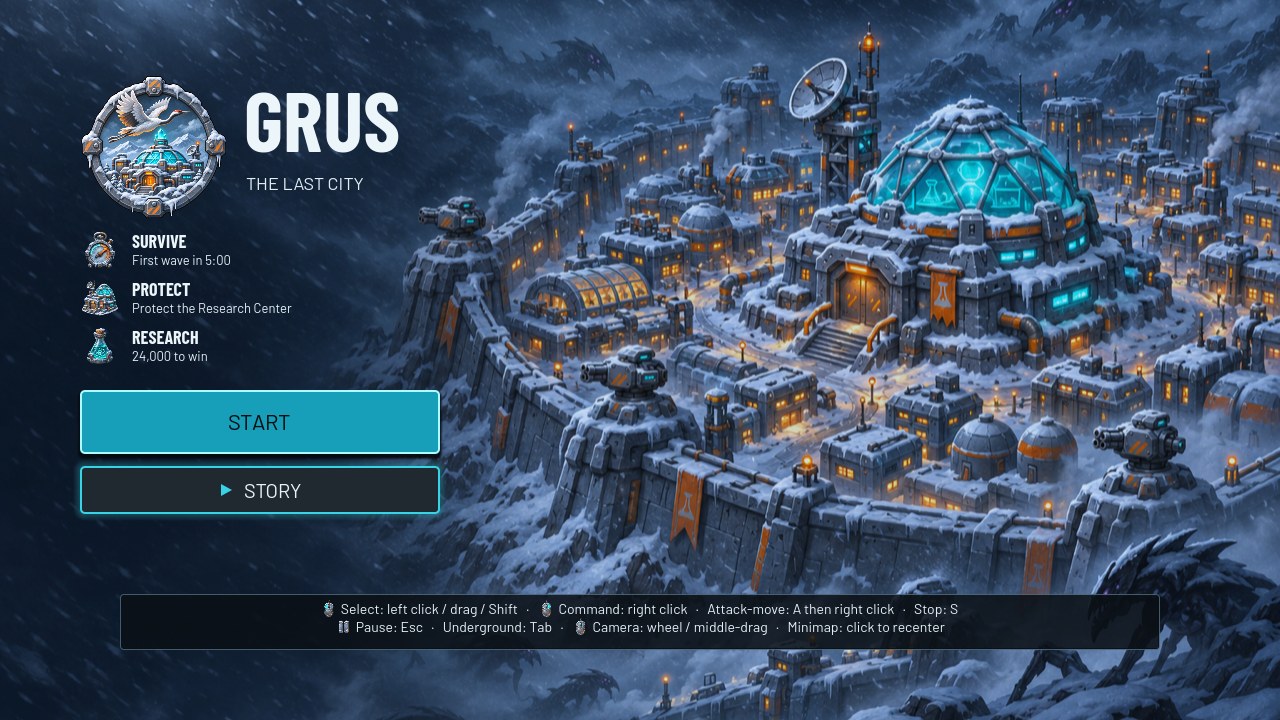 GRUS
THE LAST CITY
SURVIVE
First wave in 5:00
PROTECT
Protect the Research Center
RESEARCH
24,000 to win
START
STORY
Select: left click / drag / Shift · Command: right click · Attack-move: A then right click · Stop: S
Pause: Esc · Underground: Tab · Camera: wheel / middle-drag · Minimap: click to recenter